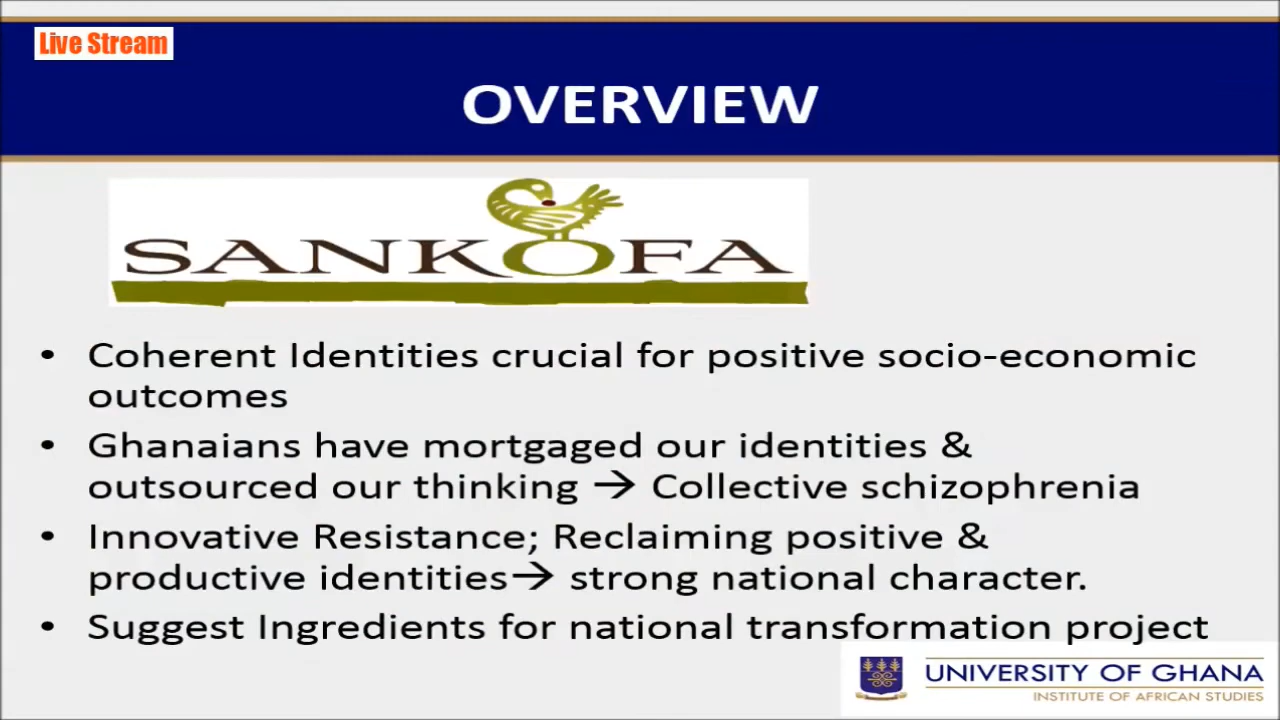 Live Stream
OVERVIEW
SANKOFA
• Coherent Identities crucial for positive socio-economic
outcomes
• Ghanaians have mortgaged our identities &
outsourced our thinking → Collective schizophrenia
• Innovative Resistance; Reclaiming positive &
productive identities→ strong national character.
• Suggest Ingredients for national transformation project
UNIVERSITY OF GHANA
INSTITUTE OF AFRICAN STUDIES